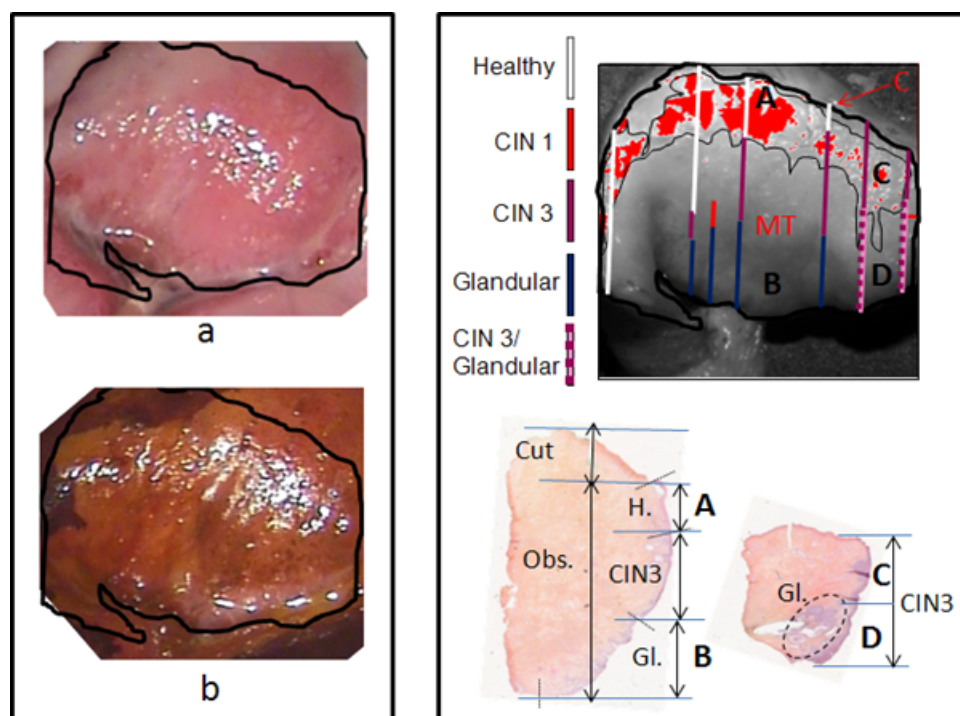 a
b
Healthy
CIN 1
CIN 3
Glandular
CIN 3/
Glandular
A
C
C
MT
B
D
Cut
H.
A
Obs.
CIN3
Gl.
B
C
Gl.
CIN3
D